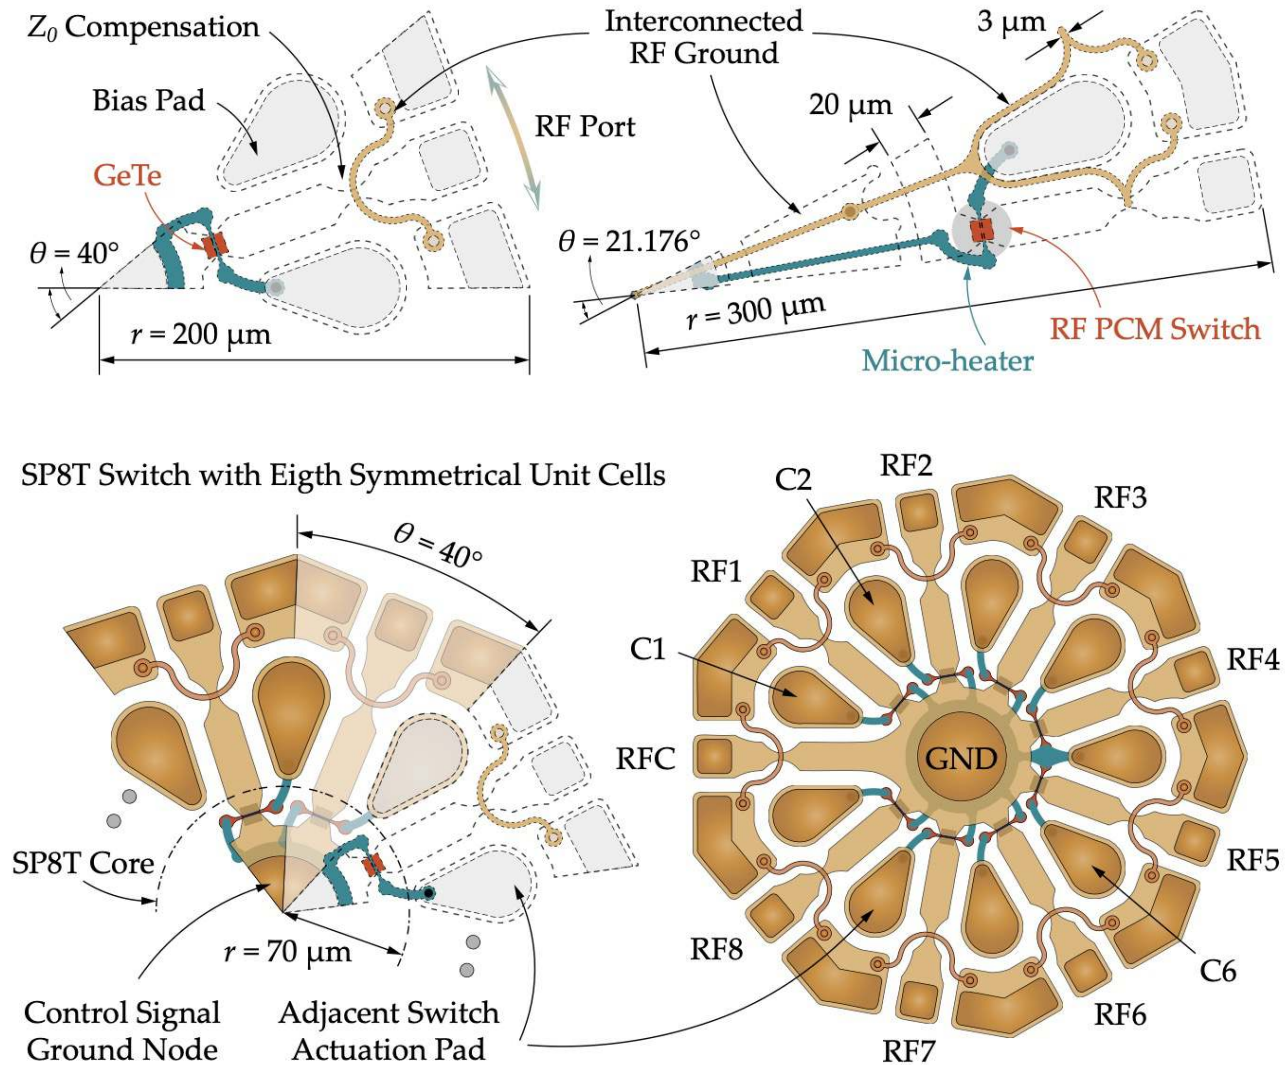 Z0 Compensation
Bias Pad
GeTe
θ = 40°
r = 200 µm
RF Port
Interconnected
RF Ground
3 µm
20 µm
θ = 21.176°
r = 300 µm
RF PCM Switch
Micro-heater
SP8T Switch with Eigth Symmetrical Unit Cells
θ = 40°
SP8T Core
r = 70 µm
Control Signal
Ground Node
Adjacent Switch
Actuation Pad
C2
RF2
RF3
RF1
C1
RF4
RFC
GND
RF5
RF8
C6
RF6
RF7